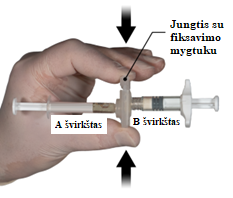 Jungtis su
fiksavimo
mygtuku
A švirkštas
B švirkštas